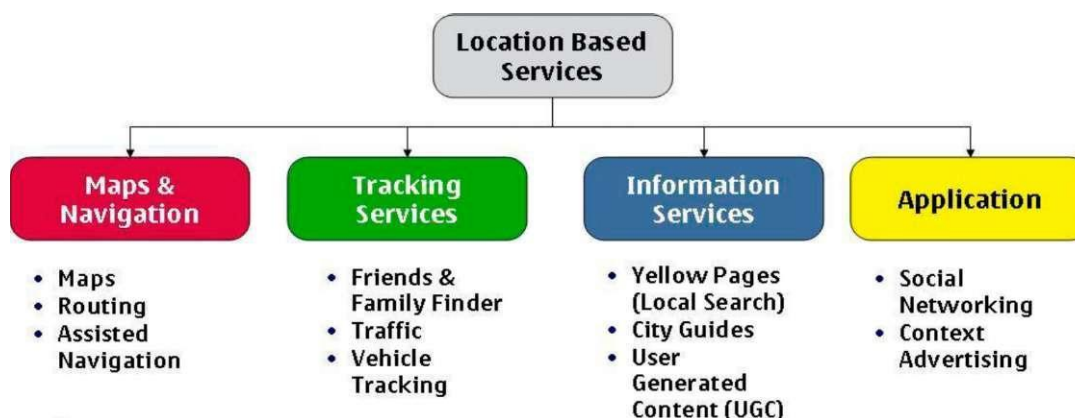 Location Based
Services
Maps &
Navigation
Tracking
Services
Information
Services
Application
• Maps
• Routing
• Assisted
Navigation
• Friends &
Family Finder
• Traffic
• Vehicle
Tracking
• Yellow Pages
(Local Search)
• City Guides
• User
Generated
Content (UGC)
• Social
Networking
• Context
Advertising